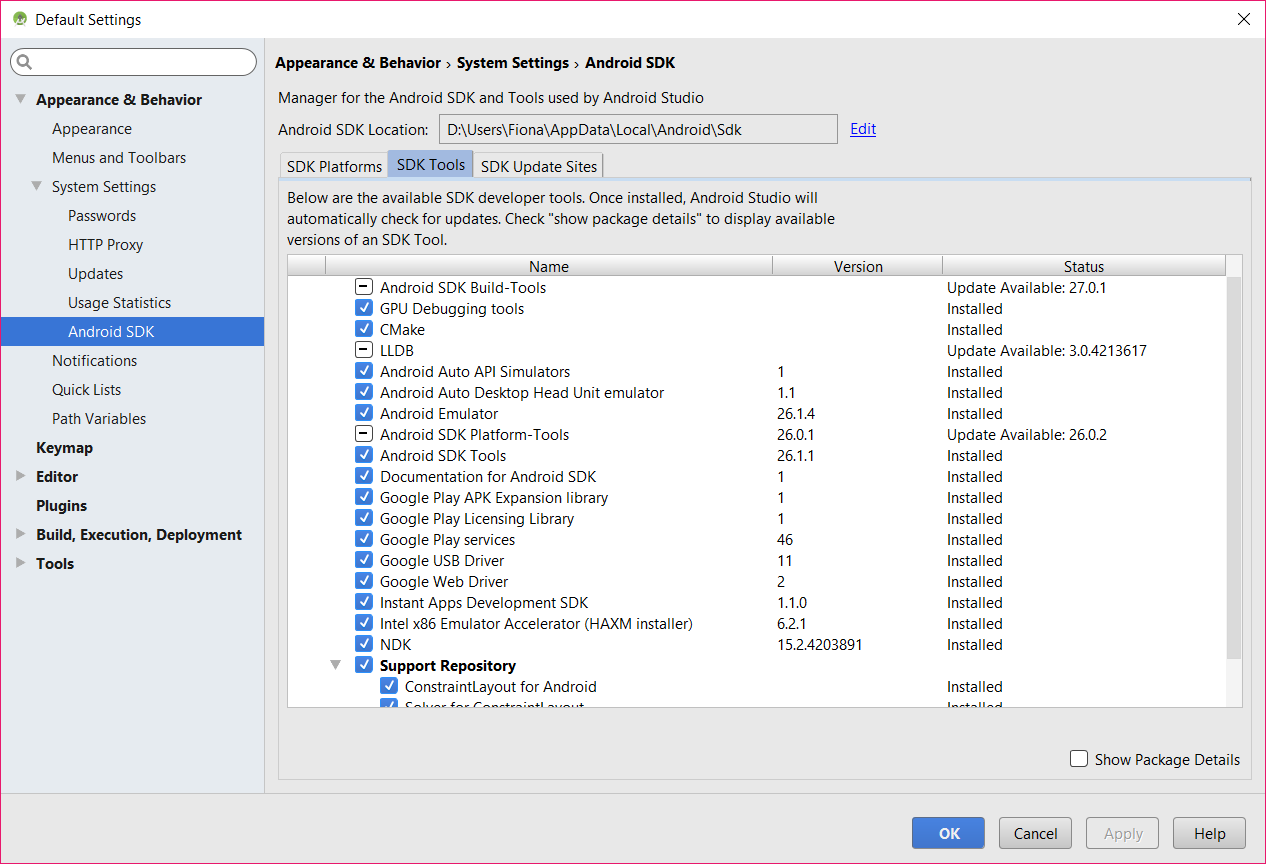 Default Settings
Appearance & Behavior
Appearance
Menus and Toolbars
System Settings
Passwords
HTTP Proxy
Updates
Usage Statistics
Android SDK
Notifications
Quick Lists
Path Variables
Keymap
Editor
Plugins
Build, Execution, Deployment
Tools
Appearance & Behavior › System Settings › Android SDK
Manager for the Android SDK and Tools used by Android Studio
Android SDK Location: D:\Users\Fiona\AppData\Local\Android\Sdk Edit
SDK Platforms SDK Tools SDK Update Sites
Below are the available SDK developer tools. Once installed, Android Studio will
automatically check for updates. Check "show package details" to display available
versions of an SDK Tool.
Name Version Status
Android SDK Build-Tools Update Available: 27.0.1
GPU Debugging tools Installed
CMake Installed
LLDB Update Available: 3.0.4213617
Android Auto API Simulators 1 Installed
Android Auto Desktop Head Unit emulator 1.1 Installed
Android Emulator 26.1.4 Installed
Android SDK Platform-Tools 26.0.1 Update Available: 26.0.2
Android SDK Tools 26.1.1 Installed
Documentation for Android SDK 1 Installed
Google Play APK Expansion library 1 Installed
Google Play Licensing Library 1 Installed
Google Play services 46 Installed
Google USB Driver 11 Installed
Google Web Driver 2 Installed
Instant Apps Development SDK 1.1.0 Installed
Intel x86 Emulator Accelerator (HAXM installer) 6.2.1 Installed
NDK 15.2.4203891 Installed
Support Repository
ConstraintLayout for Android Installed
Solver for ConstraintLayout Installed
Show Package Details
OK Cancel Apply Help